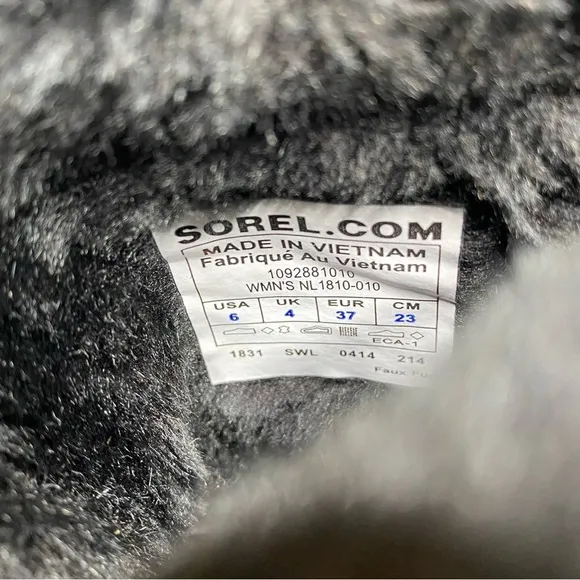 SOREL.COM
MADE IN VIETNAM
Fabriqué Au Vietnam
1092881010
WMN'S NL1810-010
USA UK EUR CM
6 4 37 23
ECA-1
1831 SWL 0414 214
Faux